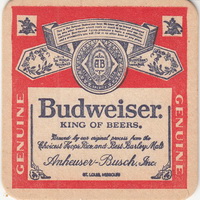 GENUINE
Budweiser.
KING OF BEERS.
Brewed by our original process from the
Choicest Hops, Rice and Best Barley Malt
Anheuser-Busch, Inc.
ST. LOUIS, MISSOURI
GENUINE